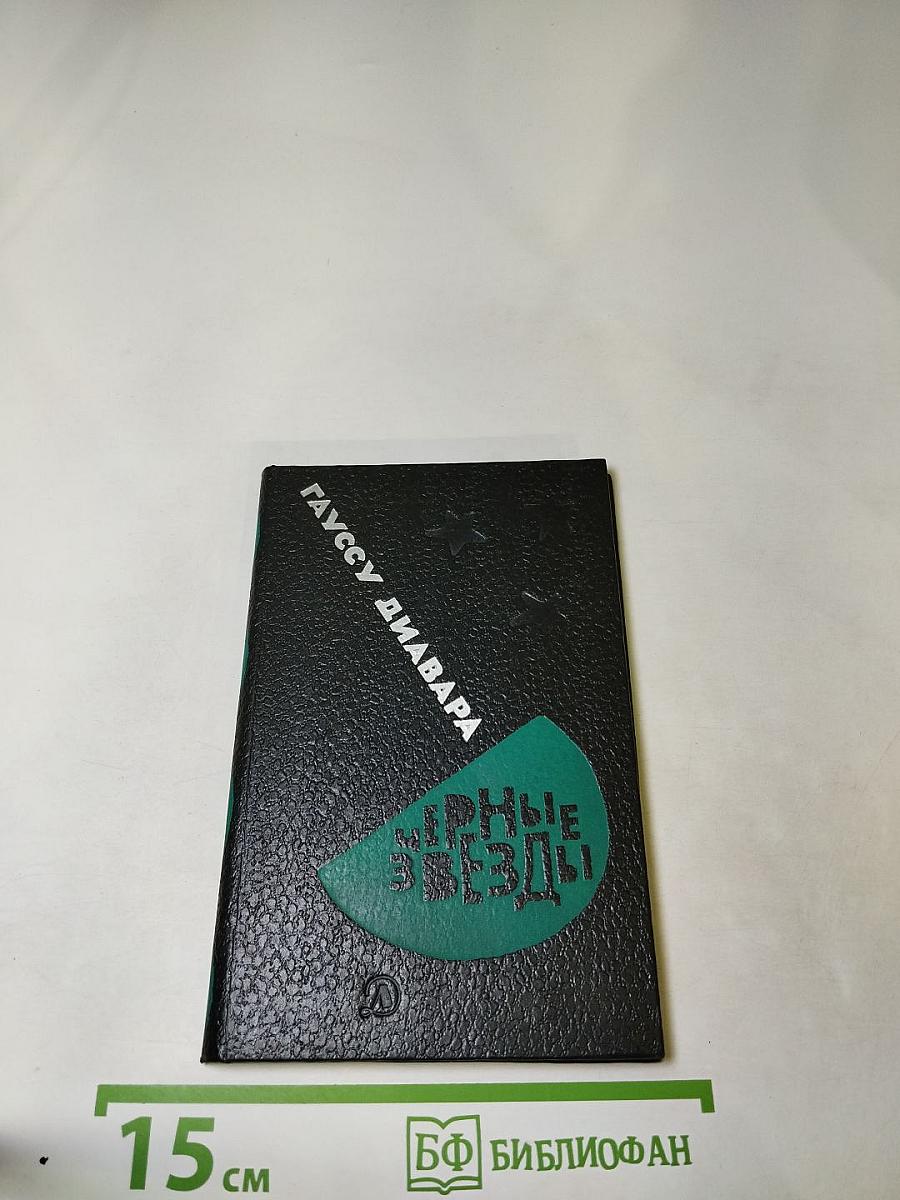 ГАУССУ ДИАВАРА
ЧЕРНЫЕ
ЗВЕЗДЫ
Д
15 см
БФ БИБЛИОФАН